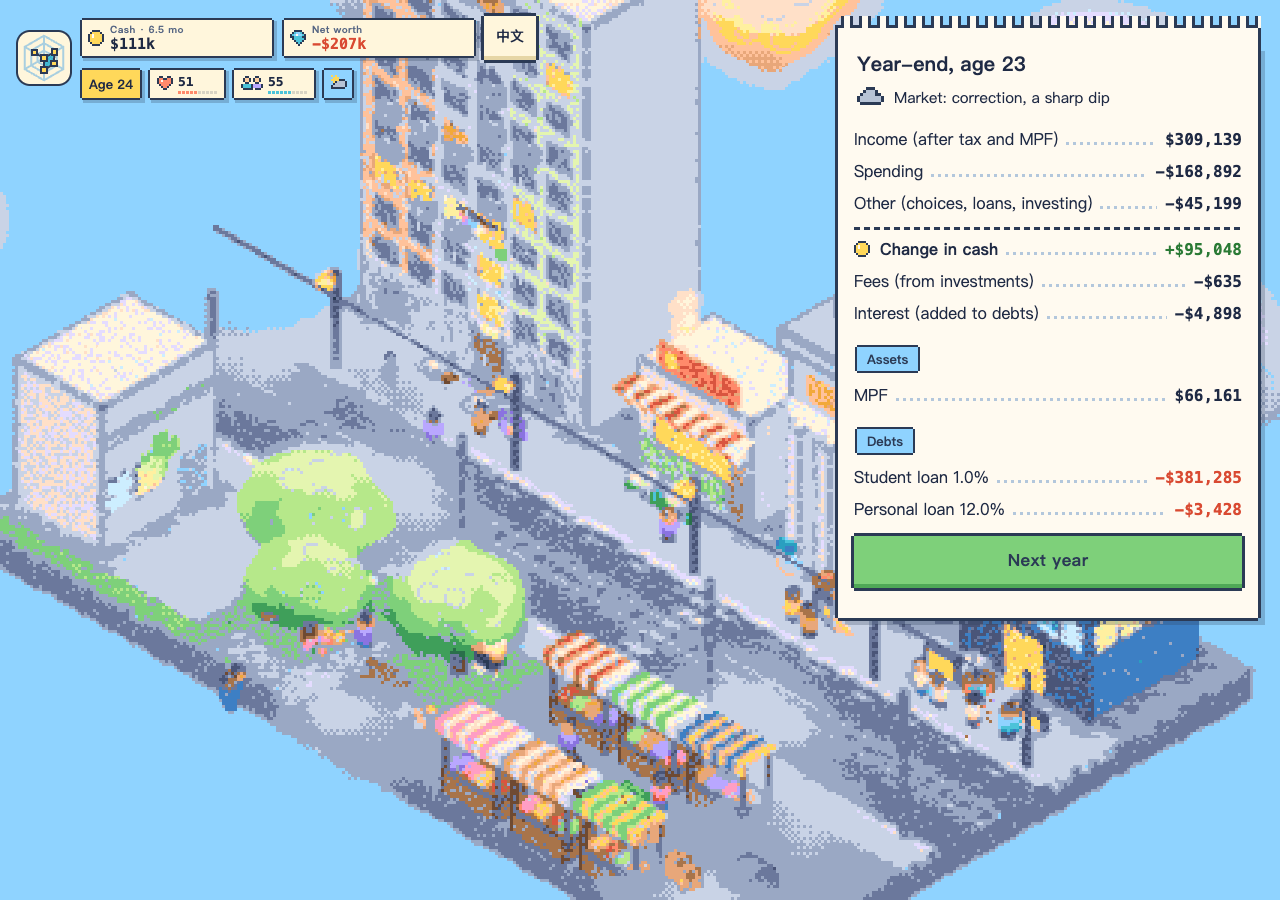 Cash · 6.5 mo
$111k
Net worth
−$207k
中文
Age 24
51
55
Year–end, age 23
Market: correction, a sharp dip
Income (after tax and MPF) $309,139
Spending −$168,892
Other (choices, loans, investing) −$45,199
Change in cash +$95,048
Fees (from investments) −$635
Interest (added to debts) −$4,898
Assets
MPF $66,161
Debts
Student loan 1.0% −$381,285
Personal loan 12.0% −$3,428
Next year